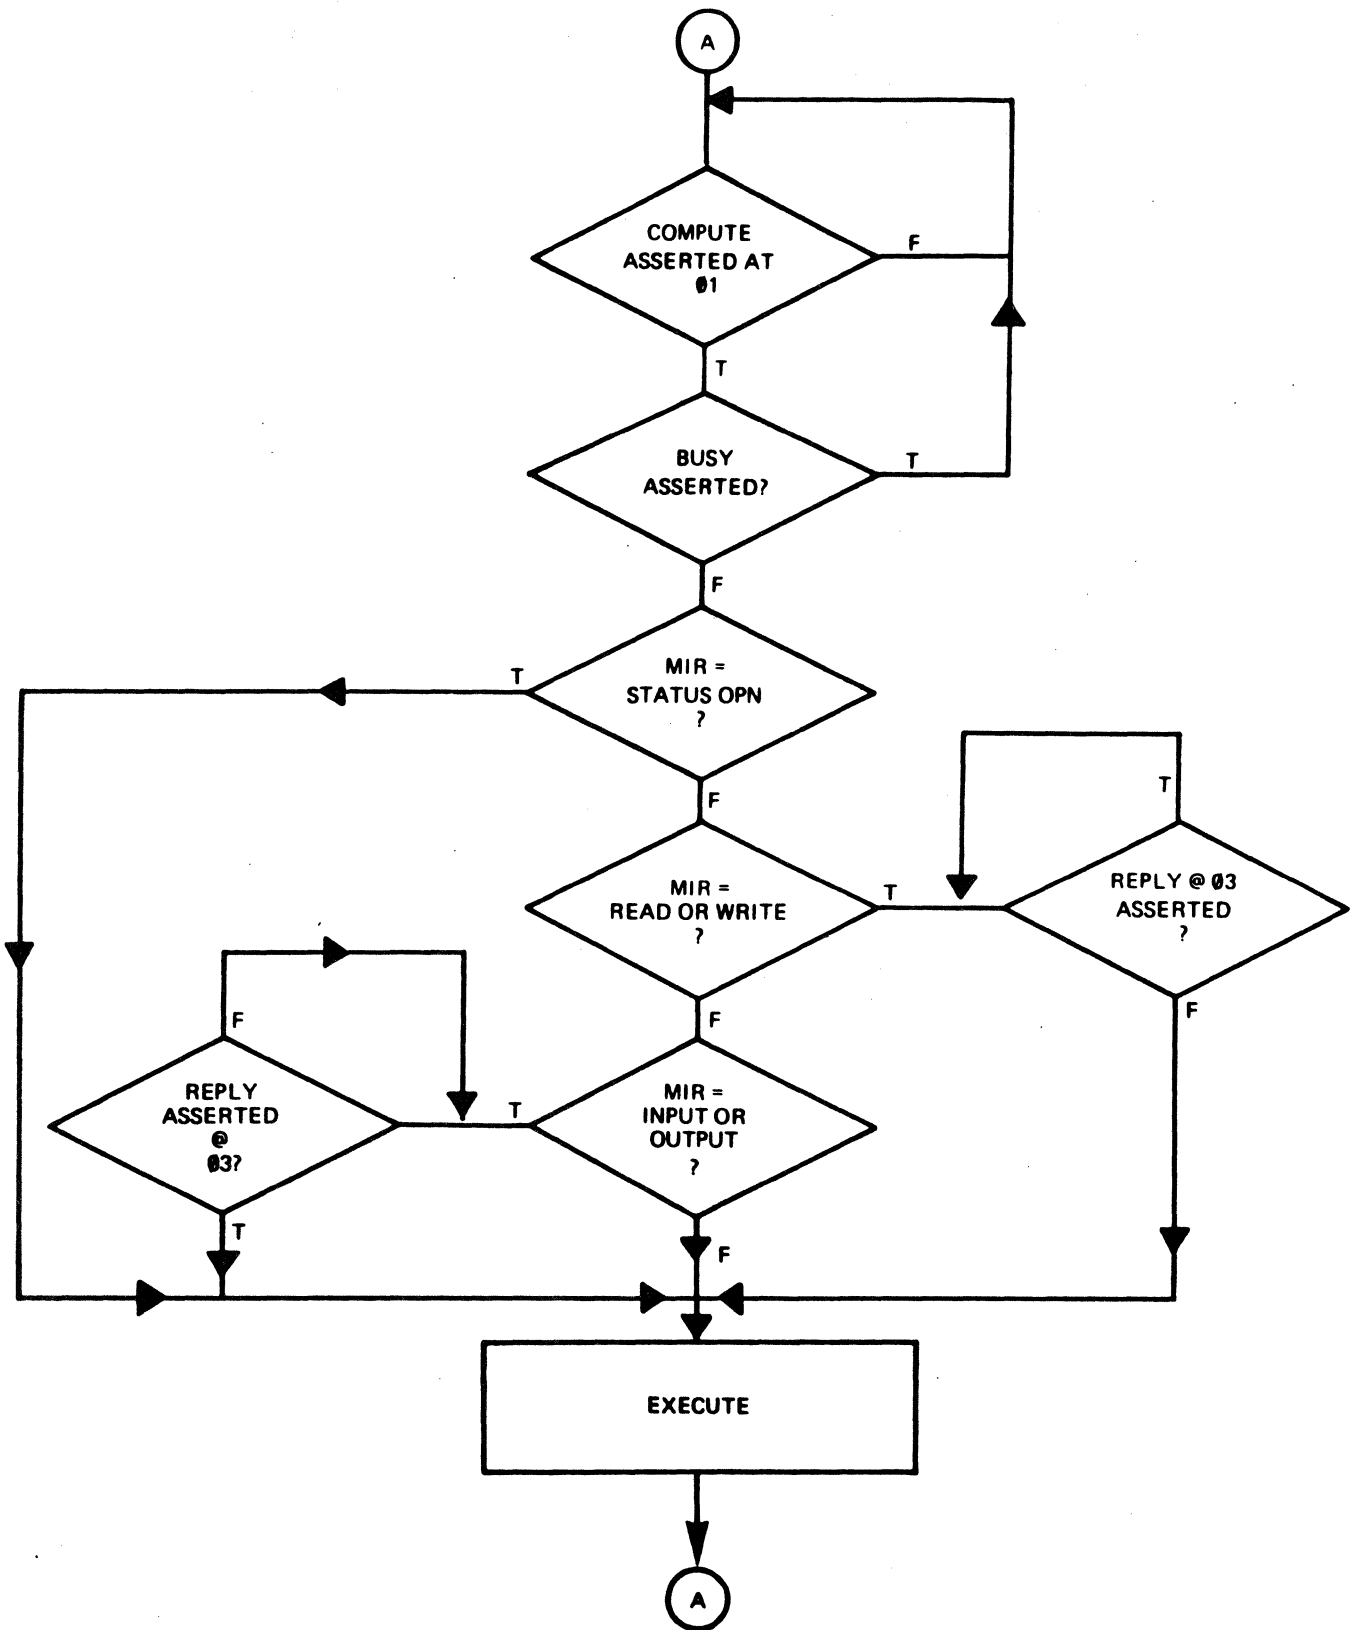 A
COMPUTE
ASSERTED AT
Ø1
F
T
BUSY
ASSERTED?
T
F
MIR =
STATUS OPN
?
T
F
T
MIR =
READ OR WRITE
?
T
REPLY @ Ø3
ASSERTED
?
F
F
F
REPLY
ASSERTED
@
Ø3?
T
MIR =
INPUT OR
OUTPUT
?
T
F
EXECUTE
A